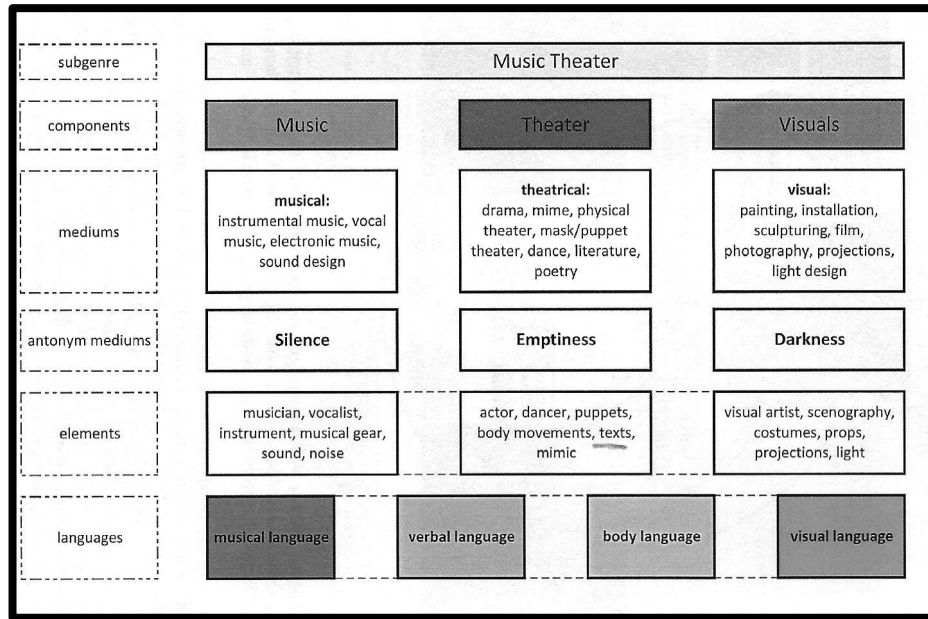 subgenre
Music Theater
components
Music
Theater
Visuals
mediums
musical:
instrumental music, vocal
music, electronic music,
sound design
theatrical:
drama, mime, physical
theater, mask/puppet
theater, dance, literature,
poetry
visual:
painting, installation,
sculpturing, film,
photography, projections,
light design
antonym mediums
Silence
Emptiness
Darkness
elements
musician, vocalist,
instrument, musical gear,
sound, noise
actor, dancer, puppets,
body movements, texts,
mimic
visual artist, scenography,
costumes, props,
projections, light
languages
musical language
verbal language
body language
visual language